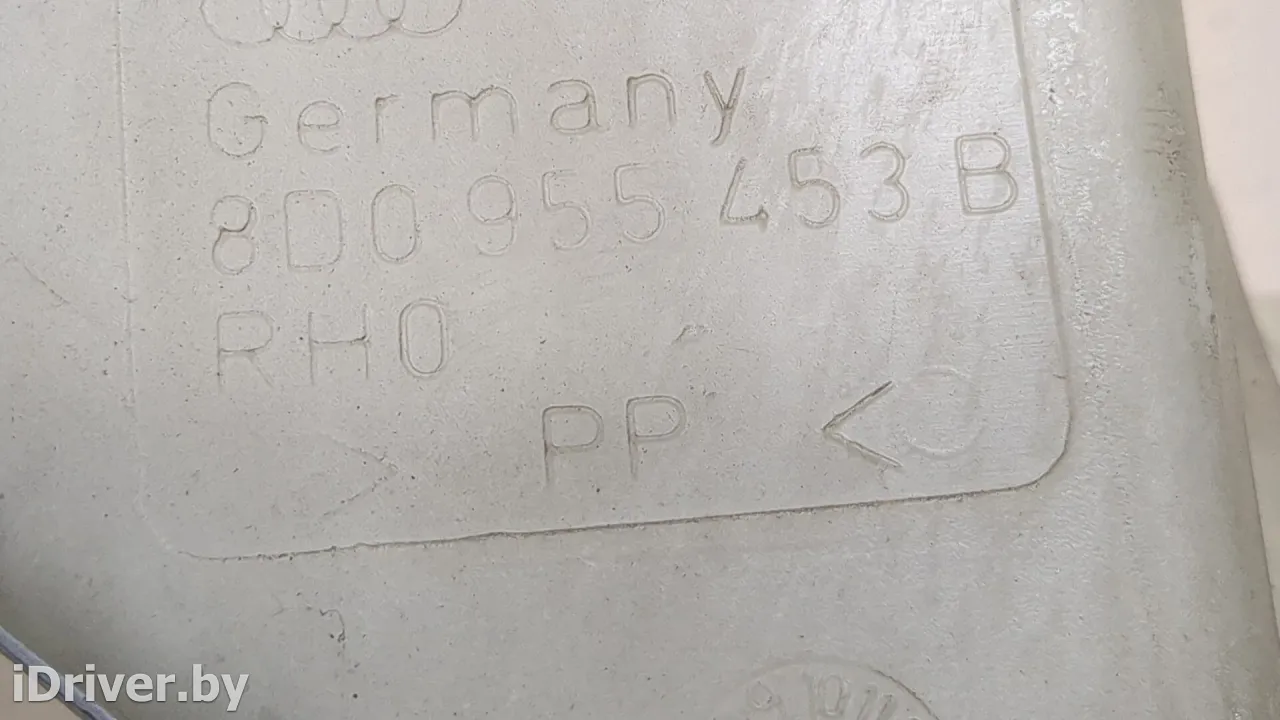 Germany
8D0 955 453 B
RH0
> PP <
iDriver.by